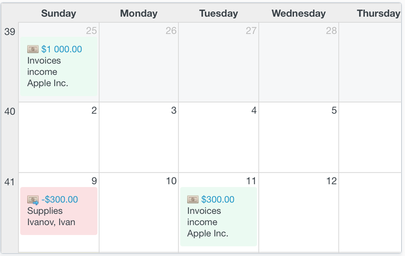 Sunday Monday Tuesday Wednesday Thursday
39 25 26 27 28
$1 000.00
Invoices
income
Apple Inc.
40 2 3 4 5
41 9 10 11 12
-$300.00
Supplies
Ivanov, Ivan
$300.00
Invoices
income
Apple Inc.